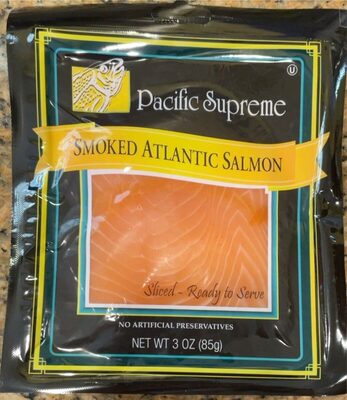 U
Pacific Supreme
SMOKED ATLANTIC SALMON
Sliced - Ready to Serve
NO ARTIFICIAL PRESERVATIVES
NET WT 3 OZ (85g)